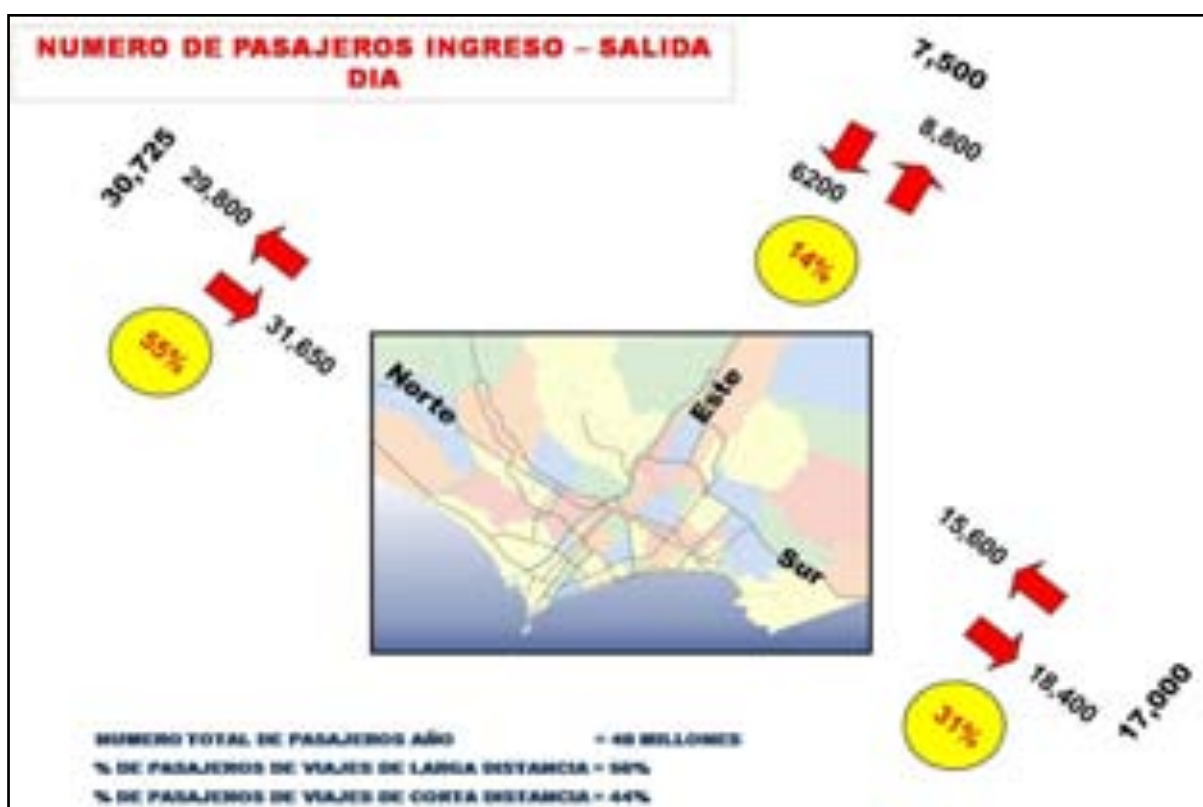 NUMERO DE PASAJEROS INGRESO – SALIDA
DIA
7,500
8,800
6200
14%
30,725
29,800
31,650
55%
Norte
Este
Sur
15,600
18,400
17,000
31%
NUMERO TOTAL DE PASAJEROS AÑO = MILLONES
% DE PASAJEROS DE VIAJES DE LARGA DISTANCIA =
% DE PASAJEROS DE VIAJES DE CORTA DISTANCIA = 44%